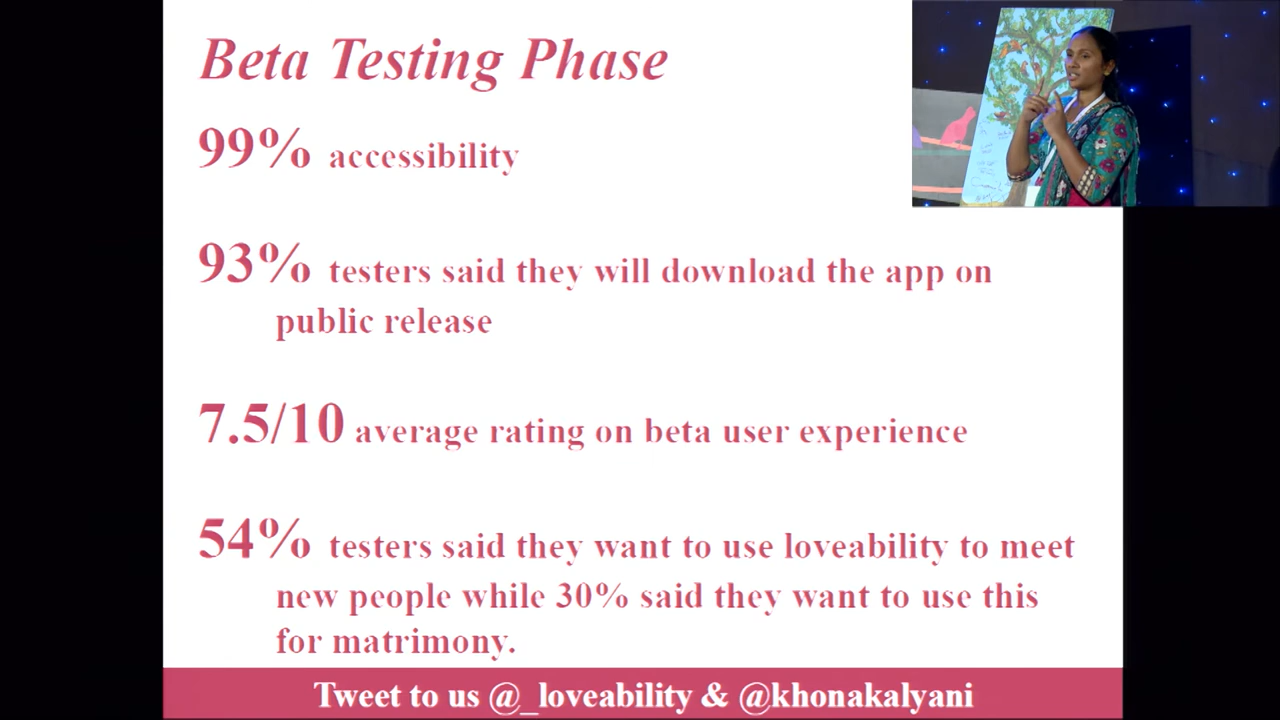 Beta Testing Phase
99% accessibility
93% testers said they will download the app on
public release
7.5/10 average rating on beta user experience
54% testers said they want to use loveability to meet
new people while 30% said they want to use this
for matrimony.
Tweet to us @_loveability & @khonakalyani